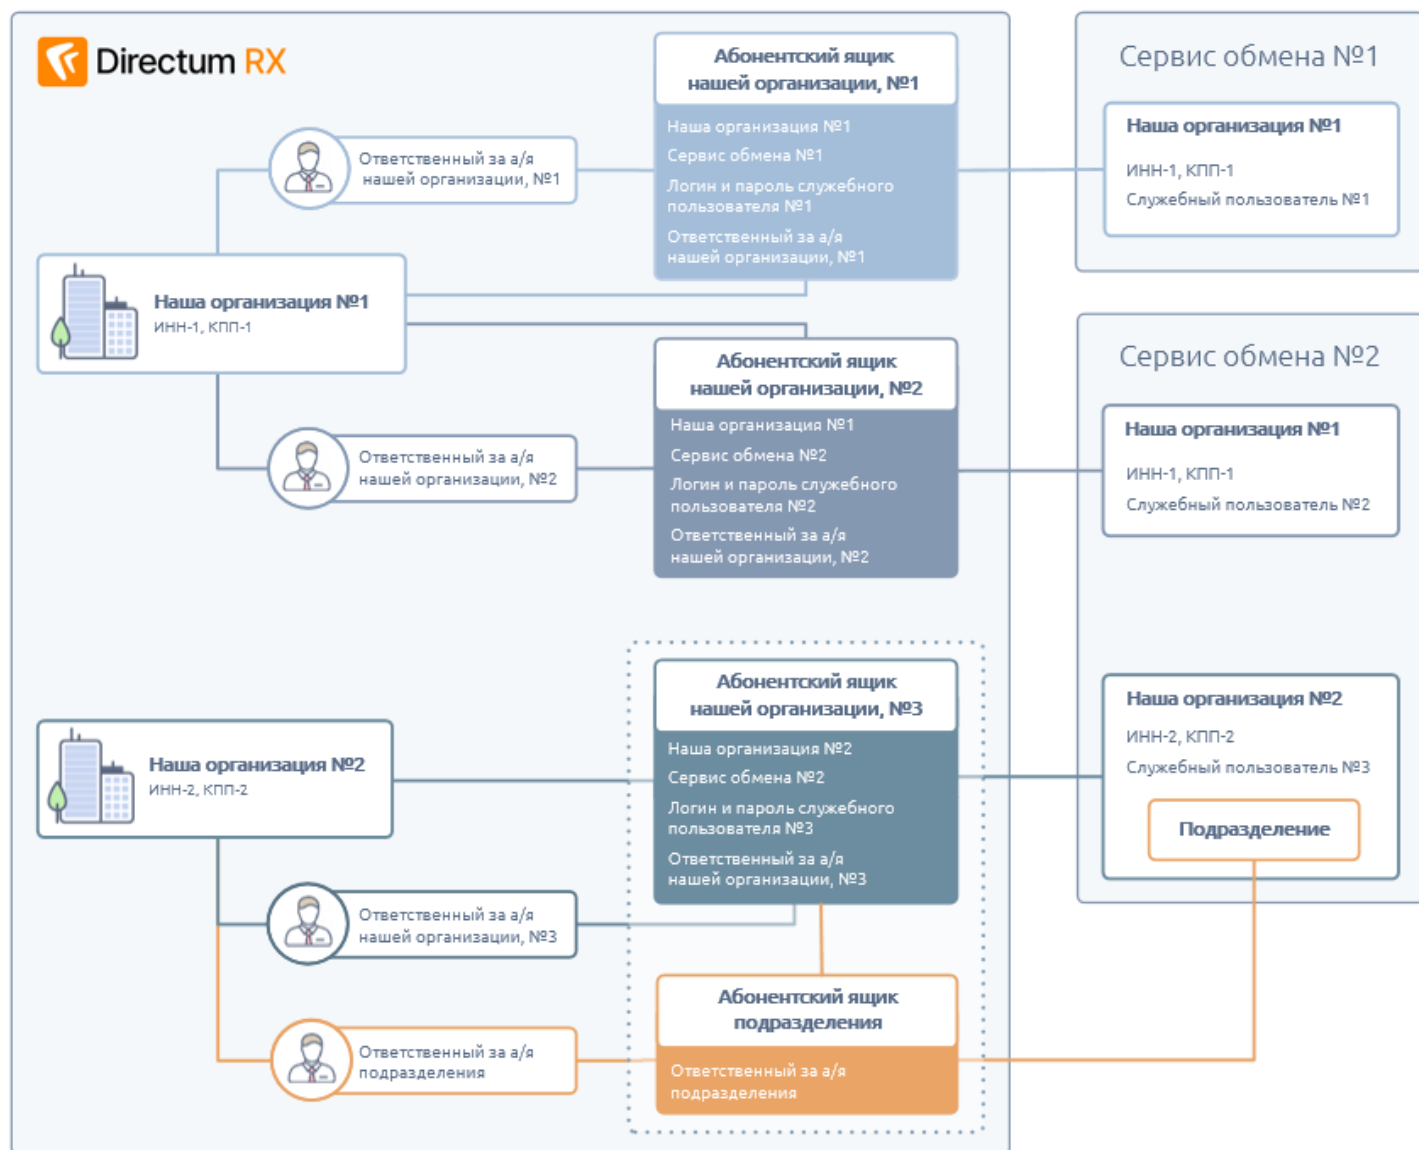 Directum RX
Абонентский ящик
нашей организации, №1
Наша организация №1
Сервис обмена №1
Логин и пароль служебного
пользователя №1
Ответственный за а/я
нашей организации, №1
Ответственный за а/я
нашей организации, №1
Наша организация №1
ИНН-1, КПП-1
Абонентский ящик
нашей организации, №2
Наша организация №1
Сервис обмена №2
Логин и пароль служебного
пользователя №2
Ответственный за а/я
нашей организации, №2
Ответственный за а/я
нашей организации, №2
Абонентский ящик
нашей организации, №3
Наша организация №2
Сервис обмена №2
Логин и пароль служебного
пользователя №3
Ответственный за а/я
нашей организации, №3
Наша организация №2
ИНН-2, КПП-2
Ответственный за а/я
нашей организации, №3
Абонентский ящик
подразделения
Ответственный за а/я
подразделения
Ответственный за а/я
подразделения
Сервис обмена №1
Наша организация №1
ИНН-1, КПП-1
Служебный пользователь №1
Сервис обмена №2
Наша организация №1
ИНН-1, КПП-1
Служебный пользователь №2
Наша организация №2
ИНН-2, КПП-2
Служебный пользователь №3
Подразделение